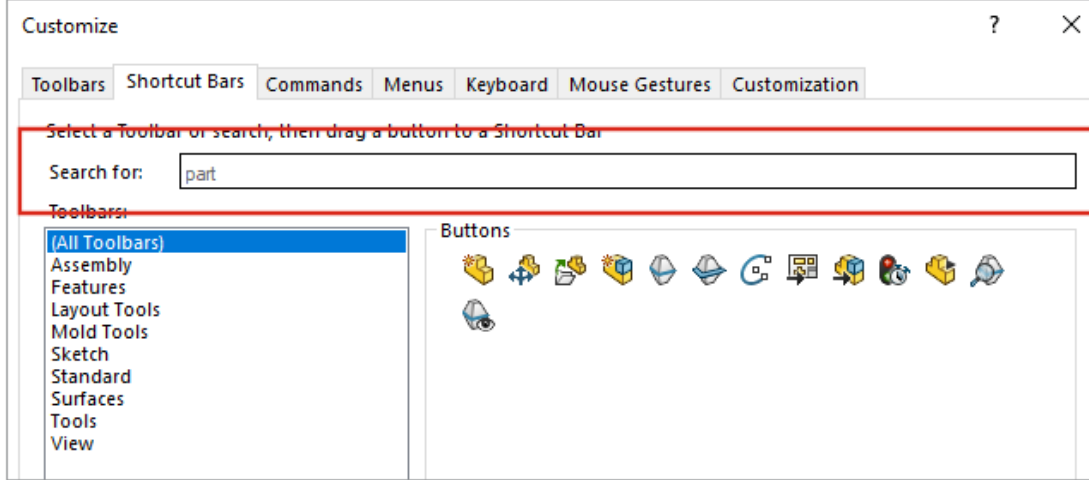 Customize ?
Toolbars Shortcut Bars Commands Menus Keyboard Mouse Gestures Customization
Select a Toolbar or search, then drag a button to a Shortcut Bar
Search for: part
Toolbars:
Buttons
(All Toolbars)
Assembly
Features
Layout Tools
Mold Tools
Sketch
Standard
Surfaces
Tools
View